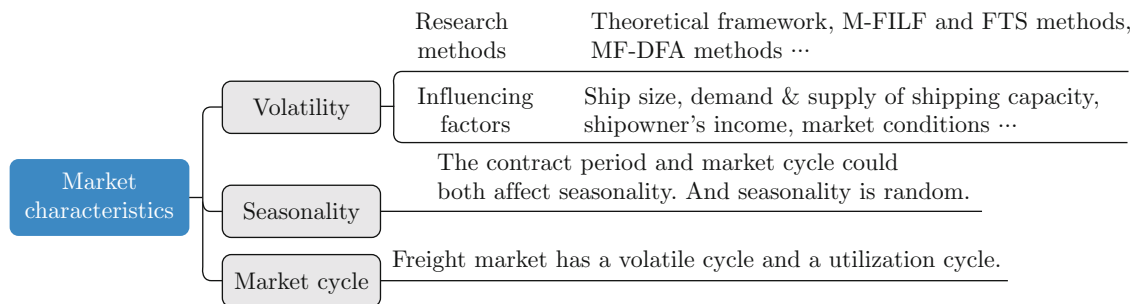 Market
characteristics
Volatility
Research
methods
Theoretical framework, M-FILF and FTS methods,
MF-DFA methods ···
Influencing
factors
Ship size, demand & supply of shipping capacity,
shipowner's income, market conditions ···
Seasonality
The contract period and market cycle could
both affect seasonality. And seasonality is random.
Market cycle
Freight market has a volatile cycle and a utilization cycle.